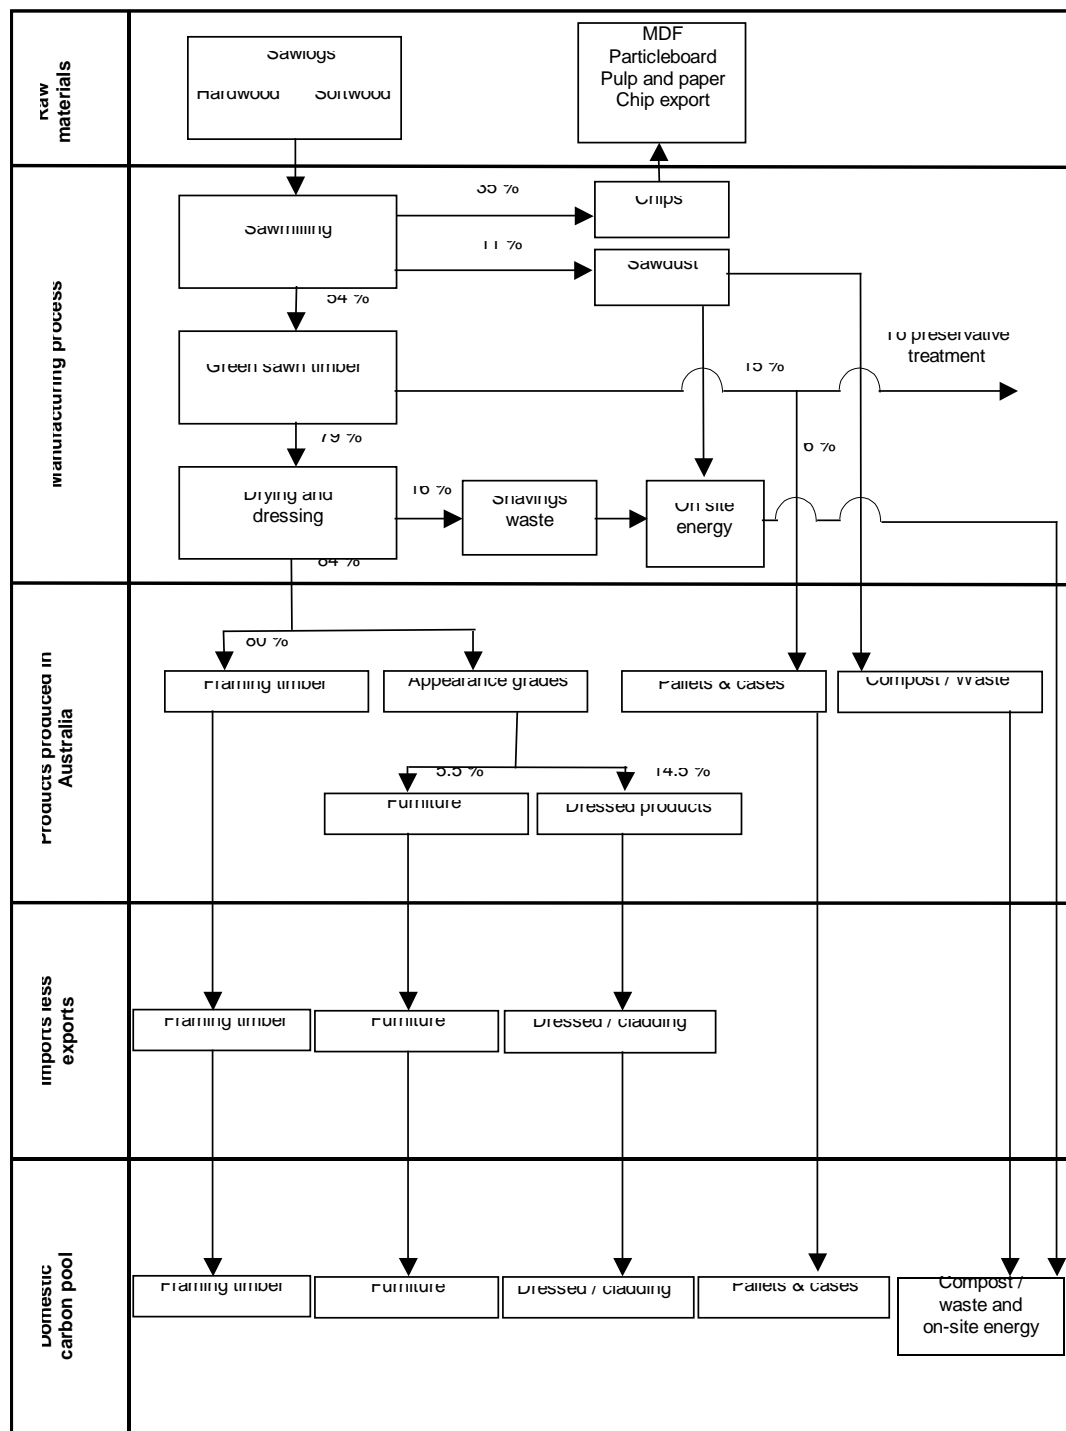 Raw
materials
Sawlogs
Hardwood Softwood
MDF
Particleboard
Pulp and paper
Chip export
Manufacturing process
35 %
Chips
Sawmilling
11 %
Sawdust
54 %
Green sawn timber
15 %
To preservative
treatment
79 %
6 %
Drying and
dressing
16 %
Shavings
waste
On site
energy
84 %
Products produced in
Australia
80 %
Framing timber
Appearance grades
Pallets & cases
Compost / Waste
5.5 %
14.5 %
Furniture
Dressed products
Imports less
exports
Framing timber
Furniture
Dressed / cladding
Domestic
carbon pool
Framing timber
Furniture
Dressed / cladding
Pallets & cases
Compost /
waste and
on-site energy